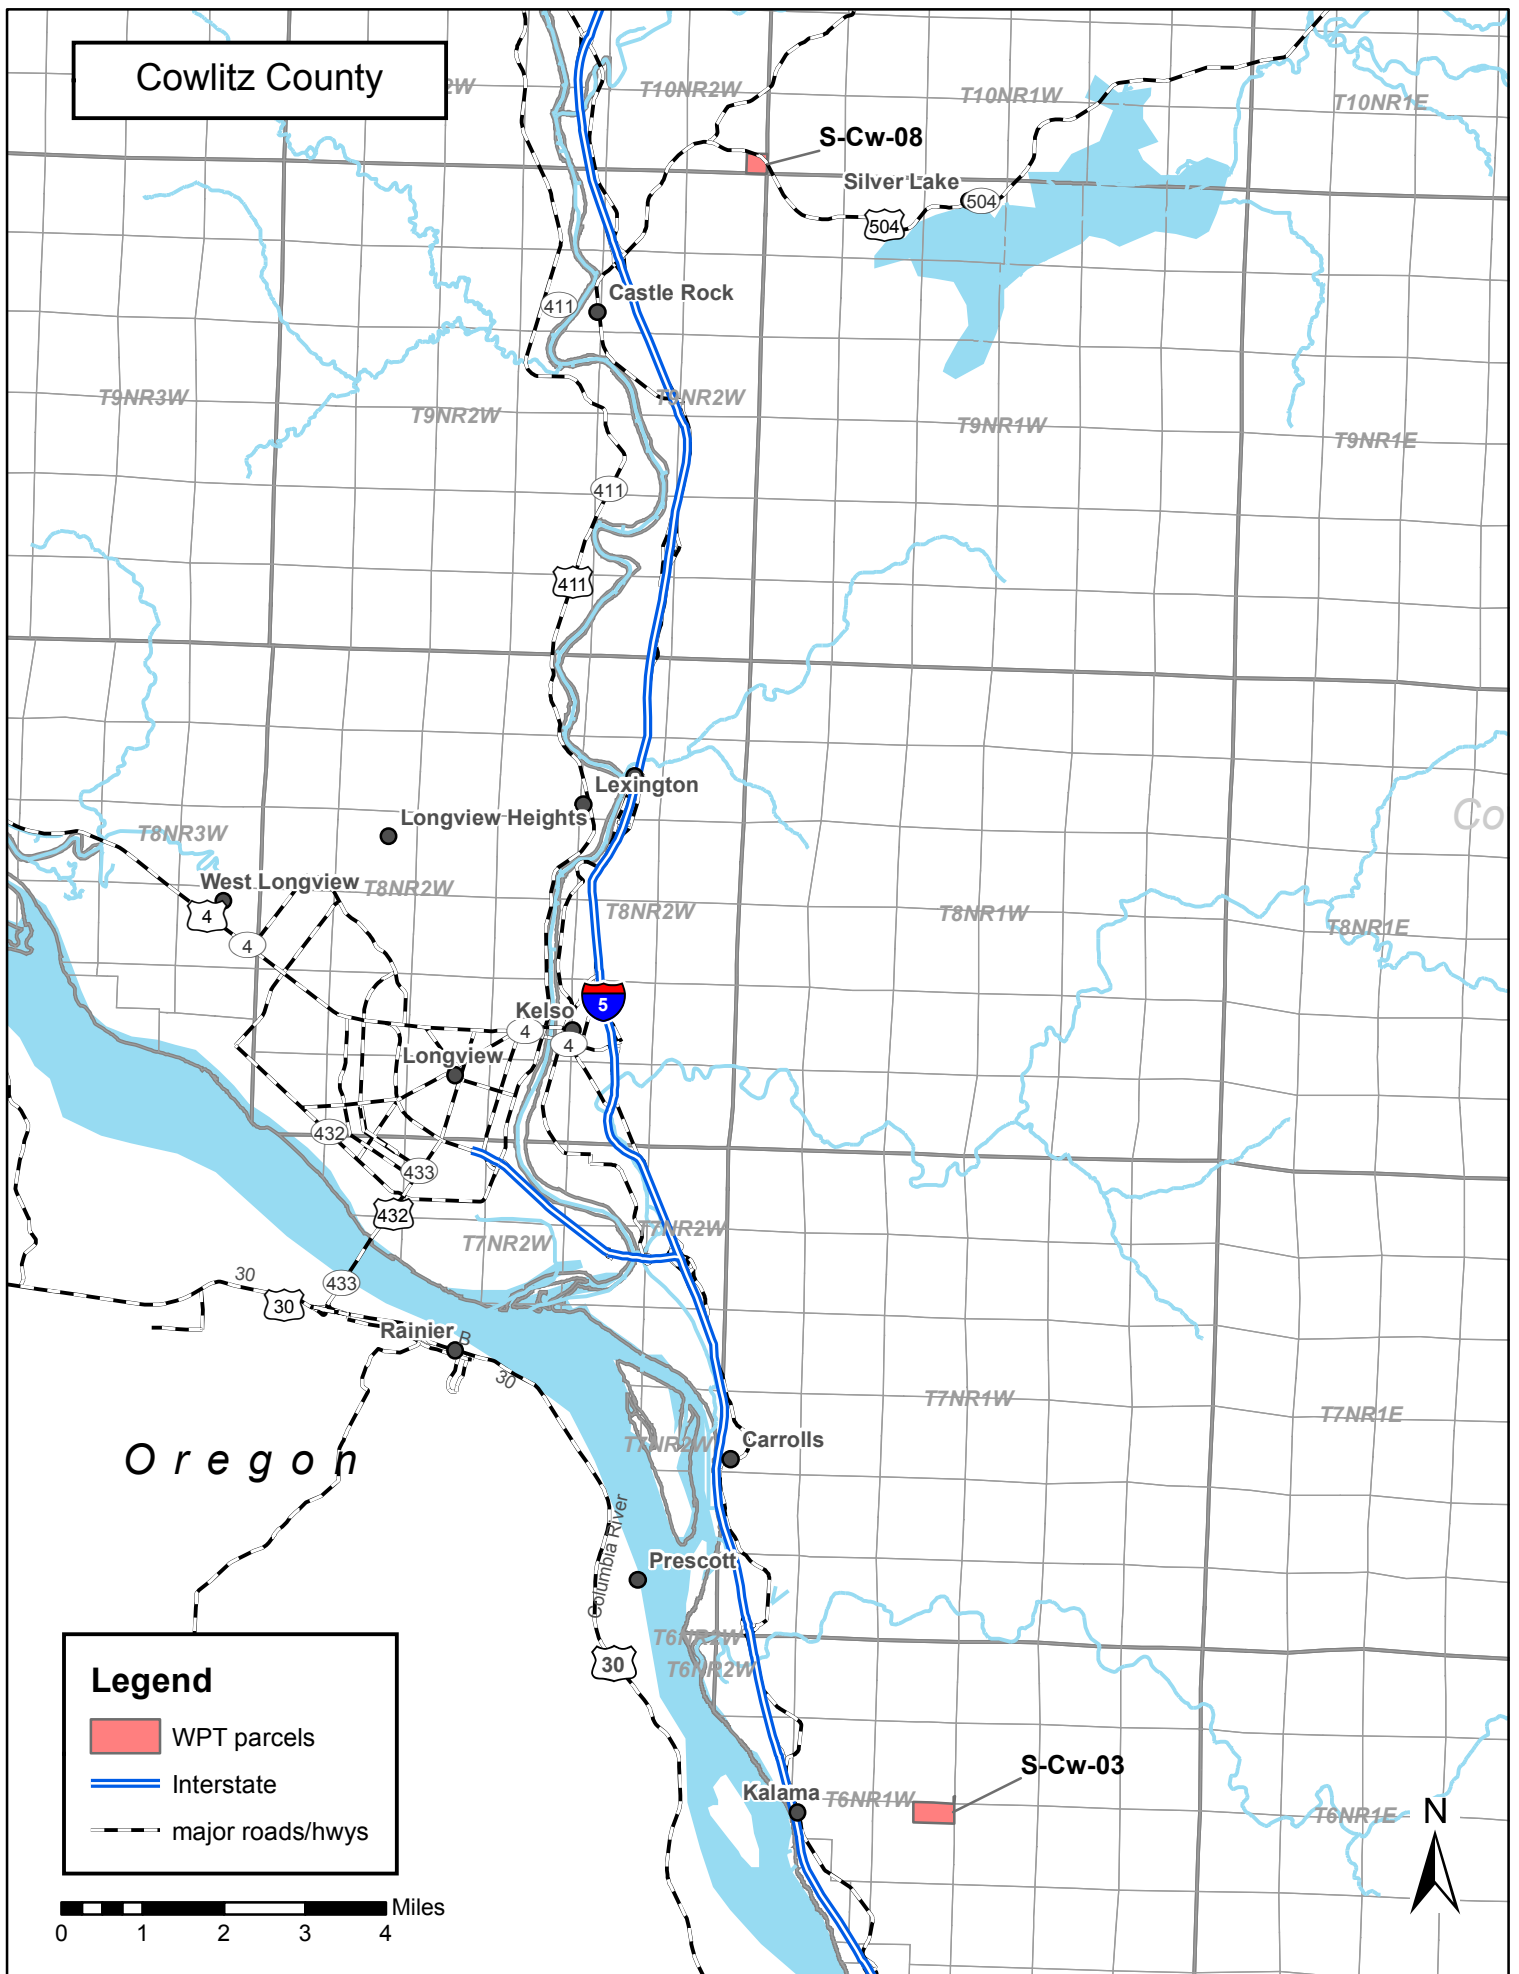 Cowlitz County
2W
T10NR2W
T10NR1W
T10NR1E
S-Cw-08
Silver Lake
504
504
Castle Rock
411
T9NR3W
T9NR2W
T9NR2W
T9NR1W
T9NR1E
411
411
Lexington
Longview Heights
Co
T8NR3W
West Longview
T8NR2W
T8NR2W
T8NR1W
T8NR1E
4
4
5
Kelso
4
4
Longview
432
433
432
T7NR2W
T7NR2W
30
433
30
Rainier
B
30
T7NR1W
T7NR1E
Carrolls
T7NR2W
Oregon
Columbia River
Prescott
T6NR2W
T6NR2W
30
S-Cw-03
Kalama
T6NR1W
T6NR1E
N
Legend
WPT parcels
Interstate
major roads/hwys
Miles
0 1 2 3 4